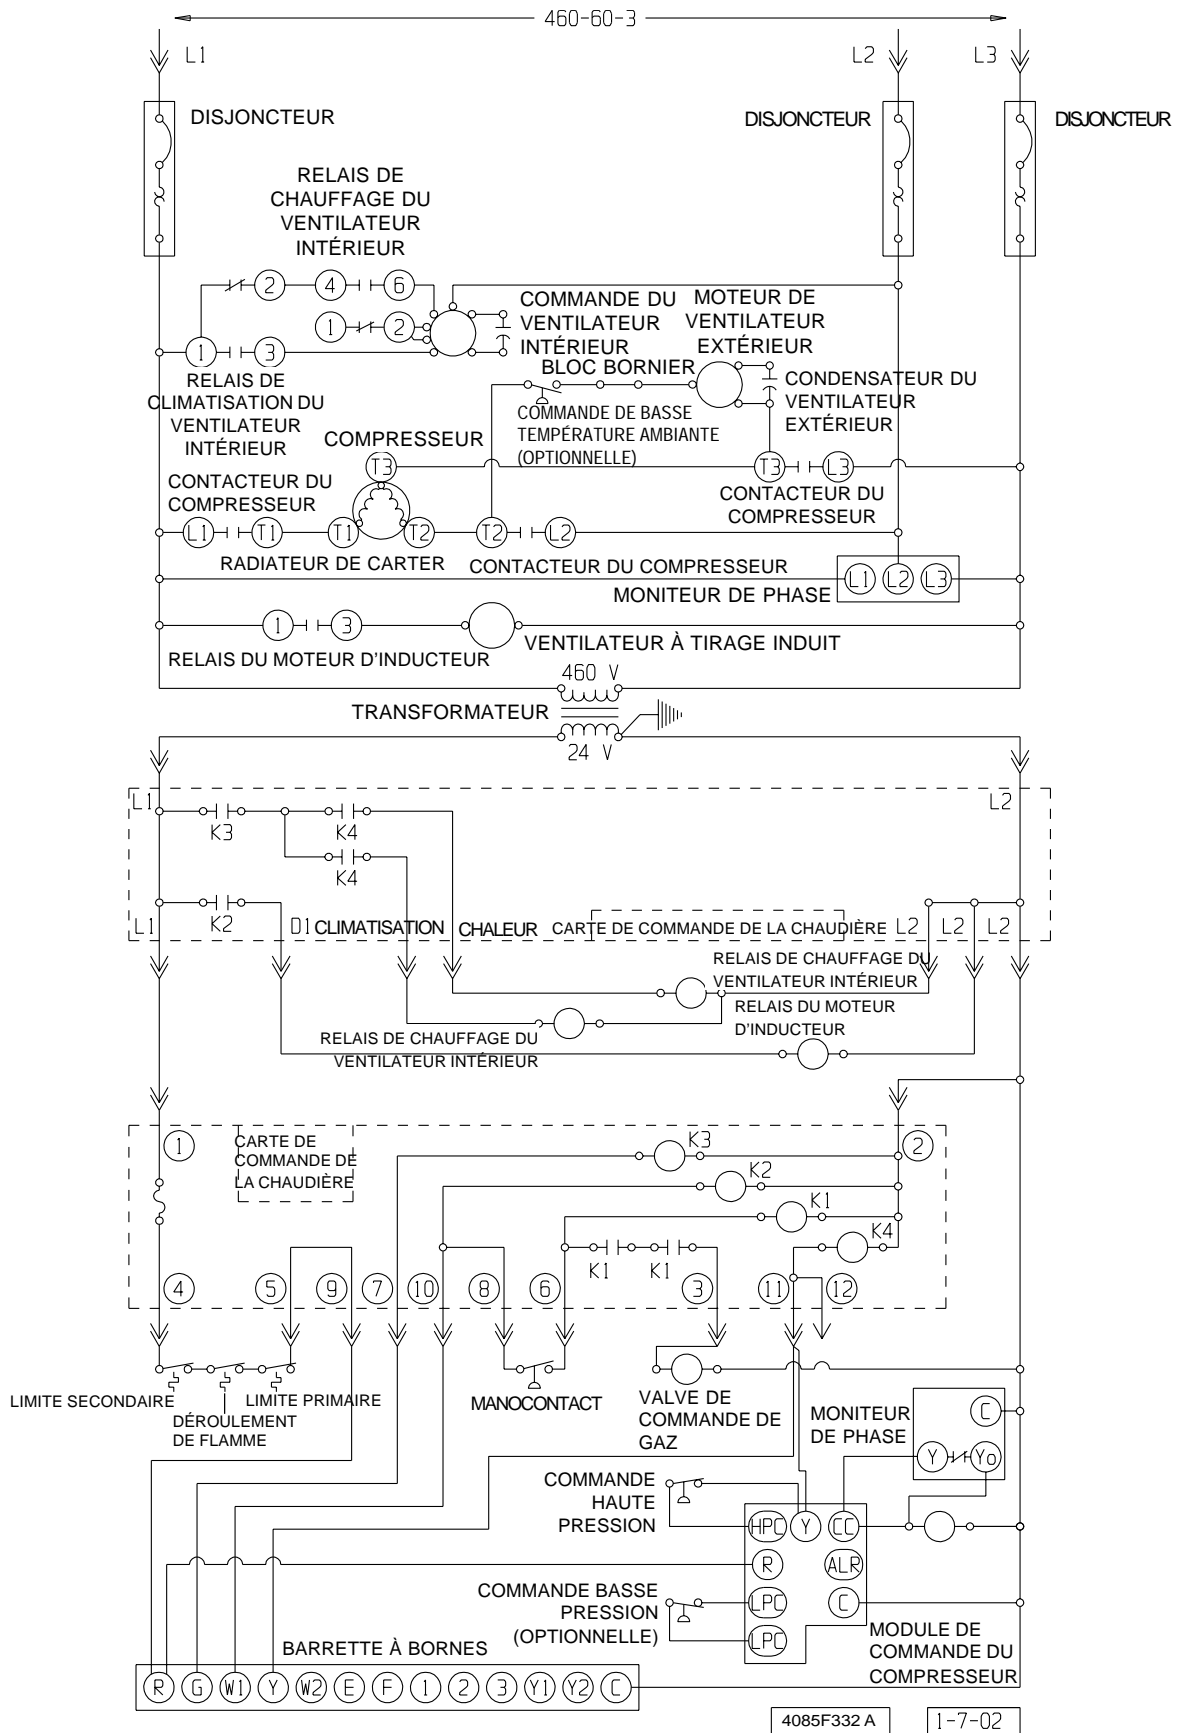 460-60-3
L1
L2
L3
DISJONCTEUR
DISJONCTEUR
DISJONCTEUR
RELAIS DE
CHAUFFAGE DU
VENTILATEUR
INTÉRIEUR
2
4
6
1
2
1
3
COMMANDE DU
VENTILATEUR
INTÉRIEUR
MOTEUR DE
VENTILATEUR
EXTÉRIEUR
RELAIS DE
CLIMATISATION DU
VENTILATEUR
INTÉRIEUR
BLOC BORNIER
CONDENSATEUR DU
VENTILATEUR
EXTÉRIEUR
COMMANDE DE BASSE
TEMPÉRATURE AMBIANTE
(OPTIONNELLE)
COMPRESSEUR
T3
T3
L3
CONTACTEUR DU
COMPRESSEUR
CONTACTEUR DU
COMPRESSEUR
L1
T1
T1
T2
T2
L2
RADIATEUR DE CARTER
CONTACTEUR DU COMPRESSEUR
L1
L2
L3
MONITEUR DE PHASE
1
3
RELAIS DU MOTEUR D'INDUCTEUR
VENTILATEUR À TIRAGE INDUIT
460 V
TRANSFORMATEUR
24 V
L1
L2
K3
K4
K4
K2
L1
D1
CLIMATISATION
CHALEUR
CARTE DE COMMANDE DE LA CHAUDIÈRE
L2
L2
L2
RELAIS DE CHAUFFAGE DU
VENTILATEUR INTÉRIEUR
RELAIS DU MOTEUR
D'INDUCTEUR
RELAIS DE CHAUFFAGE DU
VENTILATEUR INTÉRIEUR
1
CARTE DE
COMMANDE DE
LA CHAUDIÈRE
2
K3
K2
K1
K4
K1
K1
4
5
9
7
10
8
6
3
11
12
LIMITE SECONDAIRE
DÉROULEMENT
DE FLAMME
LIMITE PRIMAIRE
MANOCONTACT
VALVE DE
COMMANDE DE
GAZ
MONITEUR
DE PHASE
C
Y
Yo
COMMANDE
HAUTE
PRESSION
HPC
Y
CC
R
ALR
COMMANDE BASSE
PRESSION
(OPTIONNELLE)
LPC
C
LPC
MODULE DE
COMMANDE DU
COMPRESSEUR
BARRETTE À BORNES
R
G
W1
Y
W2
E
F
1
2
3
Y1
Y2
C
4085F332 A
1-7-02